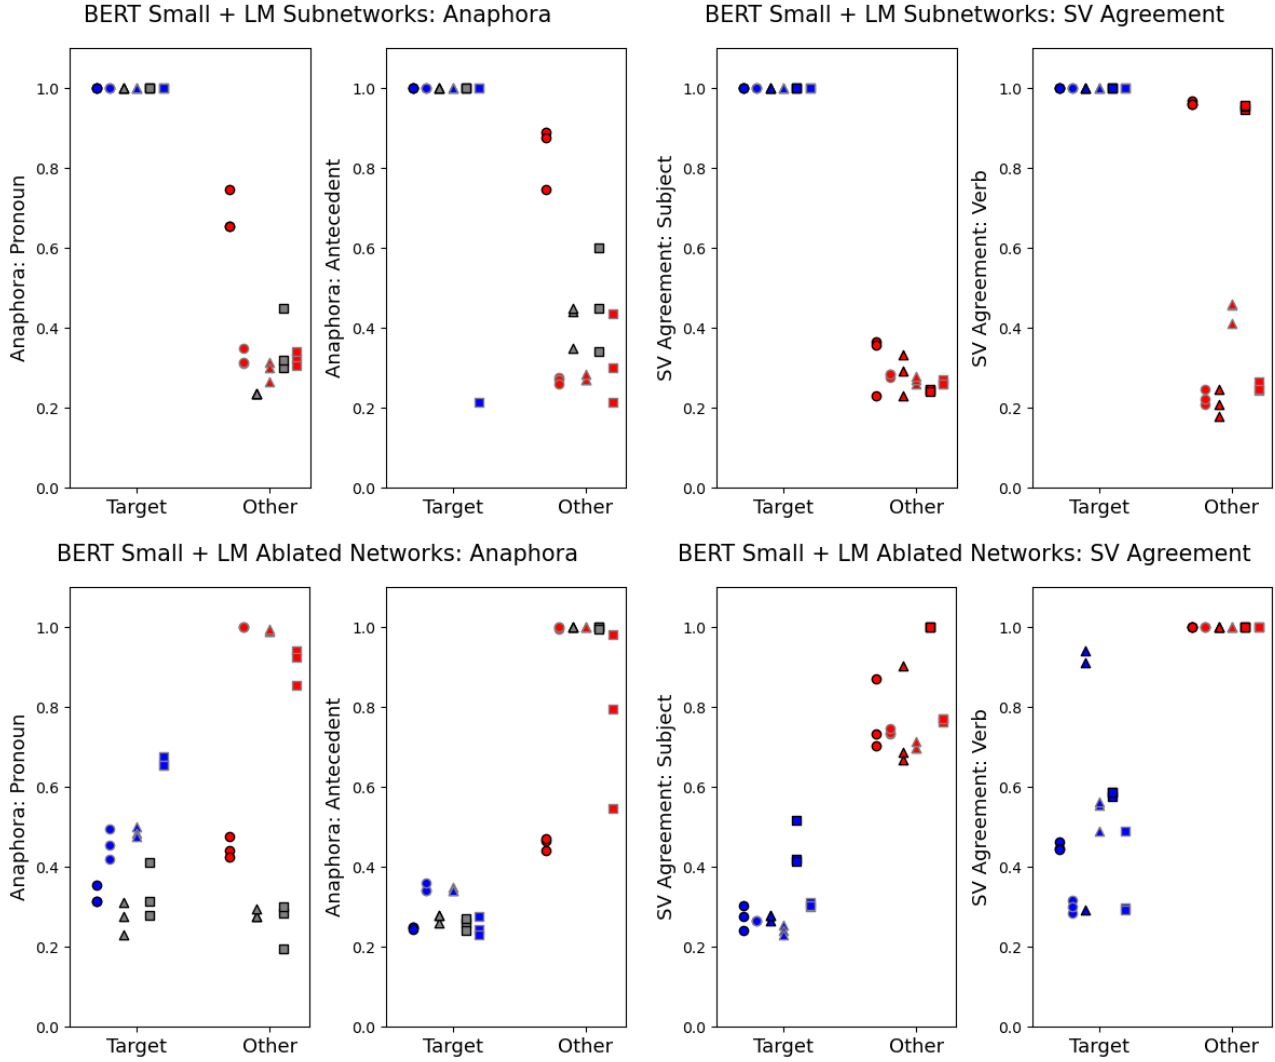 BERT Small + LM Subnetworks: Anaphora
BERT Small + LM Subnetworks: SV Agreement
Anaphora: Pronoun
1.0
0.8
0.6
0.4
0.2
0.0
Target
Other
Anaphora: Antecedent
1.0
0.8
0.6
0.4
0.2
0.0
Target
Other
SV Agreement: Subject
1.0
0.8
0.6
0.4
0.2
0.0
Target
Other
SV Agreement: Verb
1.0
0.8
0.6
0.4
0.2
0.0
Target
Other
BERT Small + LM Ablated Networks: Anaphora
BERT Small + LM Ablated Networks: SV Agreement
Anaphora: Pronoun
1.0
0.8
0.6
0.4
0.2
0.0
Target
Other
Anaphora: Antecedent
1.0
0.8
0.6
0.4
0.2
0.0
Target
Other
SV Agreement: Subject
1.0
0.8
0.6
0.4
0.2
0.0
Target
Other
SV Agreement: Verb
1.0
0.8
0.6
0.4
0.2
0.0
Target
Other